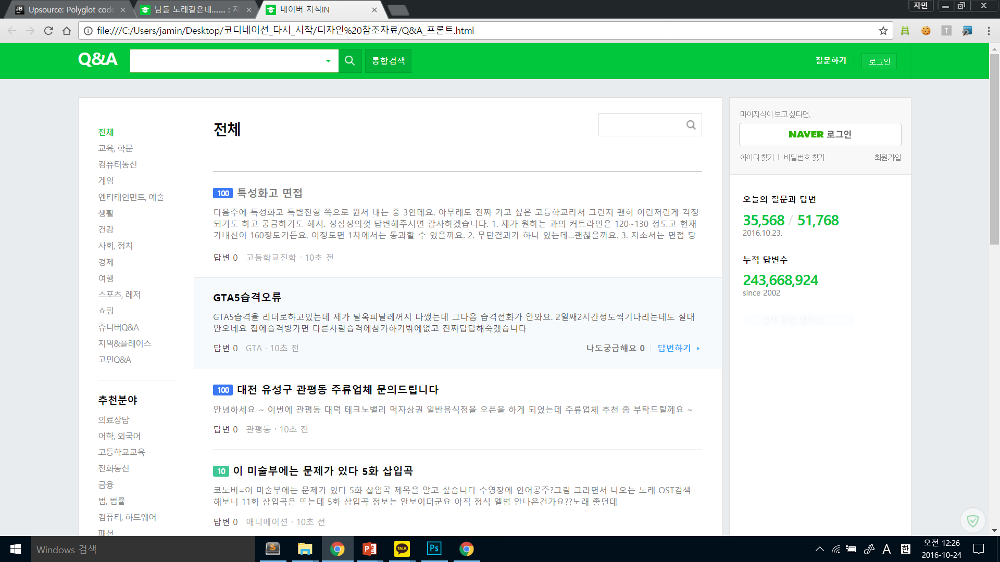 Upsource: Polyglot code
남돌 노래같은데........ : 지
네이버 지식iN
자민
file:///C:/Users/jamin/Desktop/코디네이션_다시_시작/디자인%20참조자료/Q&A_프론트.html
Q&A
통합검색
질문하기
로그인
전체
교육, 학문
컴퓨터통신
게임
엔터테인먼트, 예술
생활
건강
사회, 정치
경제
여행
스포츠, 레저
쇼핑
쥬니버Q&A
지역&플레이스
고민Q&A
추천분야
의료상담
어학, 외국어
고등학교교육
전화통신
금융
법, 법률
컴퓨터, 하드웨어
패션
전체
100 특성화고 면접
다음주에 특성화고 특별전형 쪽으로 원서 내는 중 3인데요. 아무래도 진짜 가고 싶은 고등학교라서 그런지 괜히 이런저런게 걱정
되기도 하고 궁금하기도 해서. 성심성의껏 답변해주시면 감사하겠습니다. 1. 제가 원하는 과의 커트라인은 120~130 정도고 현재
가내신이 160정도거든요. 이정도면 1차에서는 통과할 수 있을까요. 2. 무단결과가 하나 있는데...괜찮을까요. 3. 자소서는 면접 당
답변 0 고등학교진학 · 10초 전
GTA5습격오류
GTA5습격을 리더로하고있는데 제가 탈옥피날레꺼지 다깼는데 그다음 습격전화가 안와요. 2일째2시간정도씩기다리는데도 절대
안오네요 집에습격방가면 다른사람습격에참가하기밖에없고 진짜답답해죽겠습니다
답변 0 GTA · 10초 전
나도궁금해요 0 답변하기
100 대전 유성구 관평동 주류업체 문의드립니다
안녕하세요 ~ 이번에 관평동 대덕 테크노밸리 먹자상권 일반음식점을 오픈을 하게 되었는데 주류업체 추천 좀 부탁드릴께요 ~
답변 0 관평동 · 10초 전
10 이 미술부에는 문제가 있다 5화 삽입곡
코노비=이 미술부에는 문제가 있다 5화 삽입곡 제목을 알고 싶습니다 수영장에 인어공주?그림 그리면서 나오는 노래 OST검색
해보니 11화 삽입곡은 뜨는데 5화 삽입곡 정보는 안보이더군요 아직 정식 엘범 안나온건가요??노래 좋던데
답변 0 애니메이션 · 10초 전
마이지식이 보고싶다면,
NAVER 로그인
아이디 찾기 | 비밀번호 찾기
회원가입
오늘의 질문과 답변
35,568 / 51,768
2016.10.23.
누적 답변수
243,668,924
since 2002
전체 화면 캡처(S)
Windows 검색
S
P
TALK
Ps
A
한
오전 12:26
2016-10-24